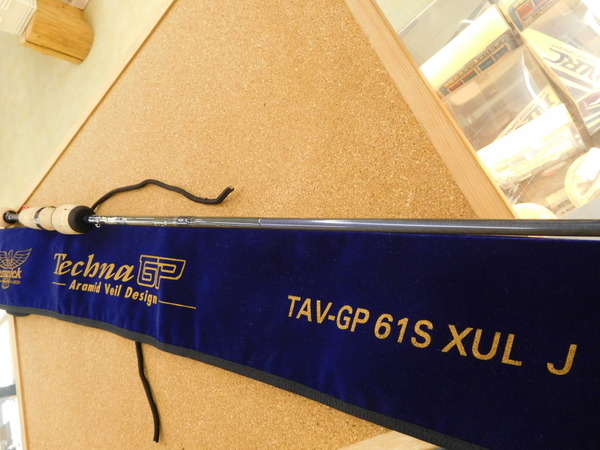 Techna GP
Aramid Veil Design
TAV-GP 61S XUL J